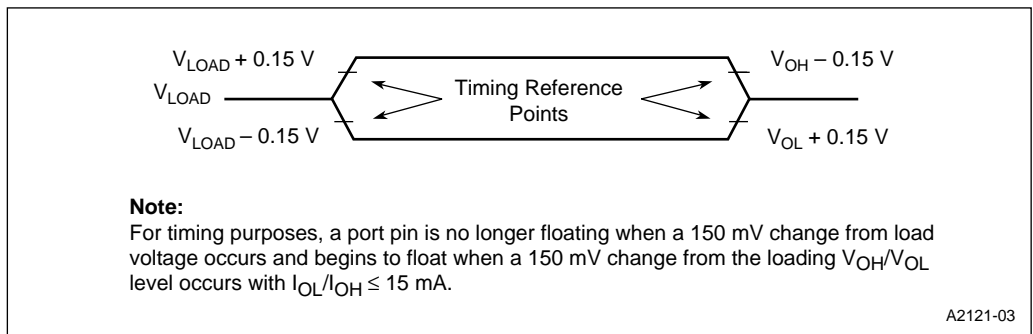 V_LOAD + 0.15 V
V_OH – 0.15 V
V_LOAD
Timing Reference
Points
V_LOAD – 0.15 V
V_OL + 0.15 V
Note:
For timing purposes, a port pin is no longer floating when a 150 mV change from load
voltage occurs and begins to float when a 150 mV change from the loading V_OH/V_OL
level occurs with I_OL/I_OH ≤ 15 mA.
A2121-03